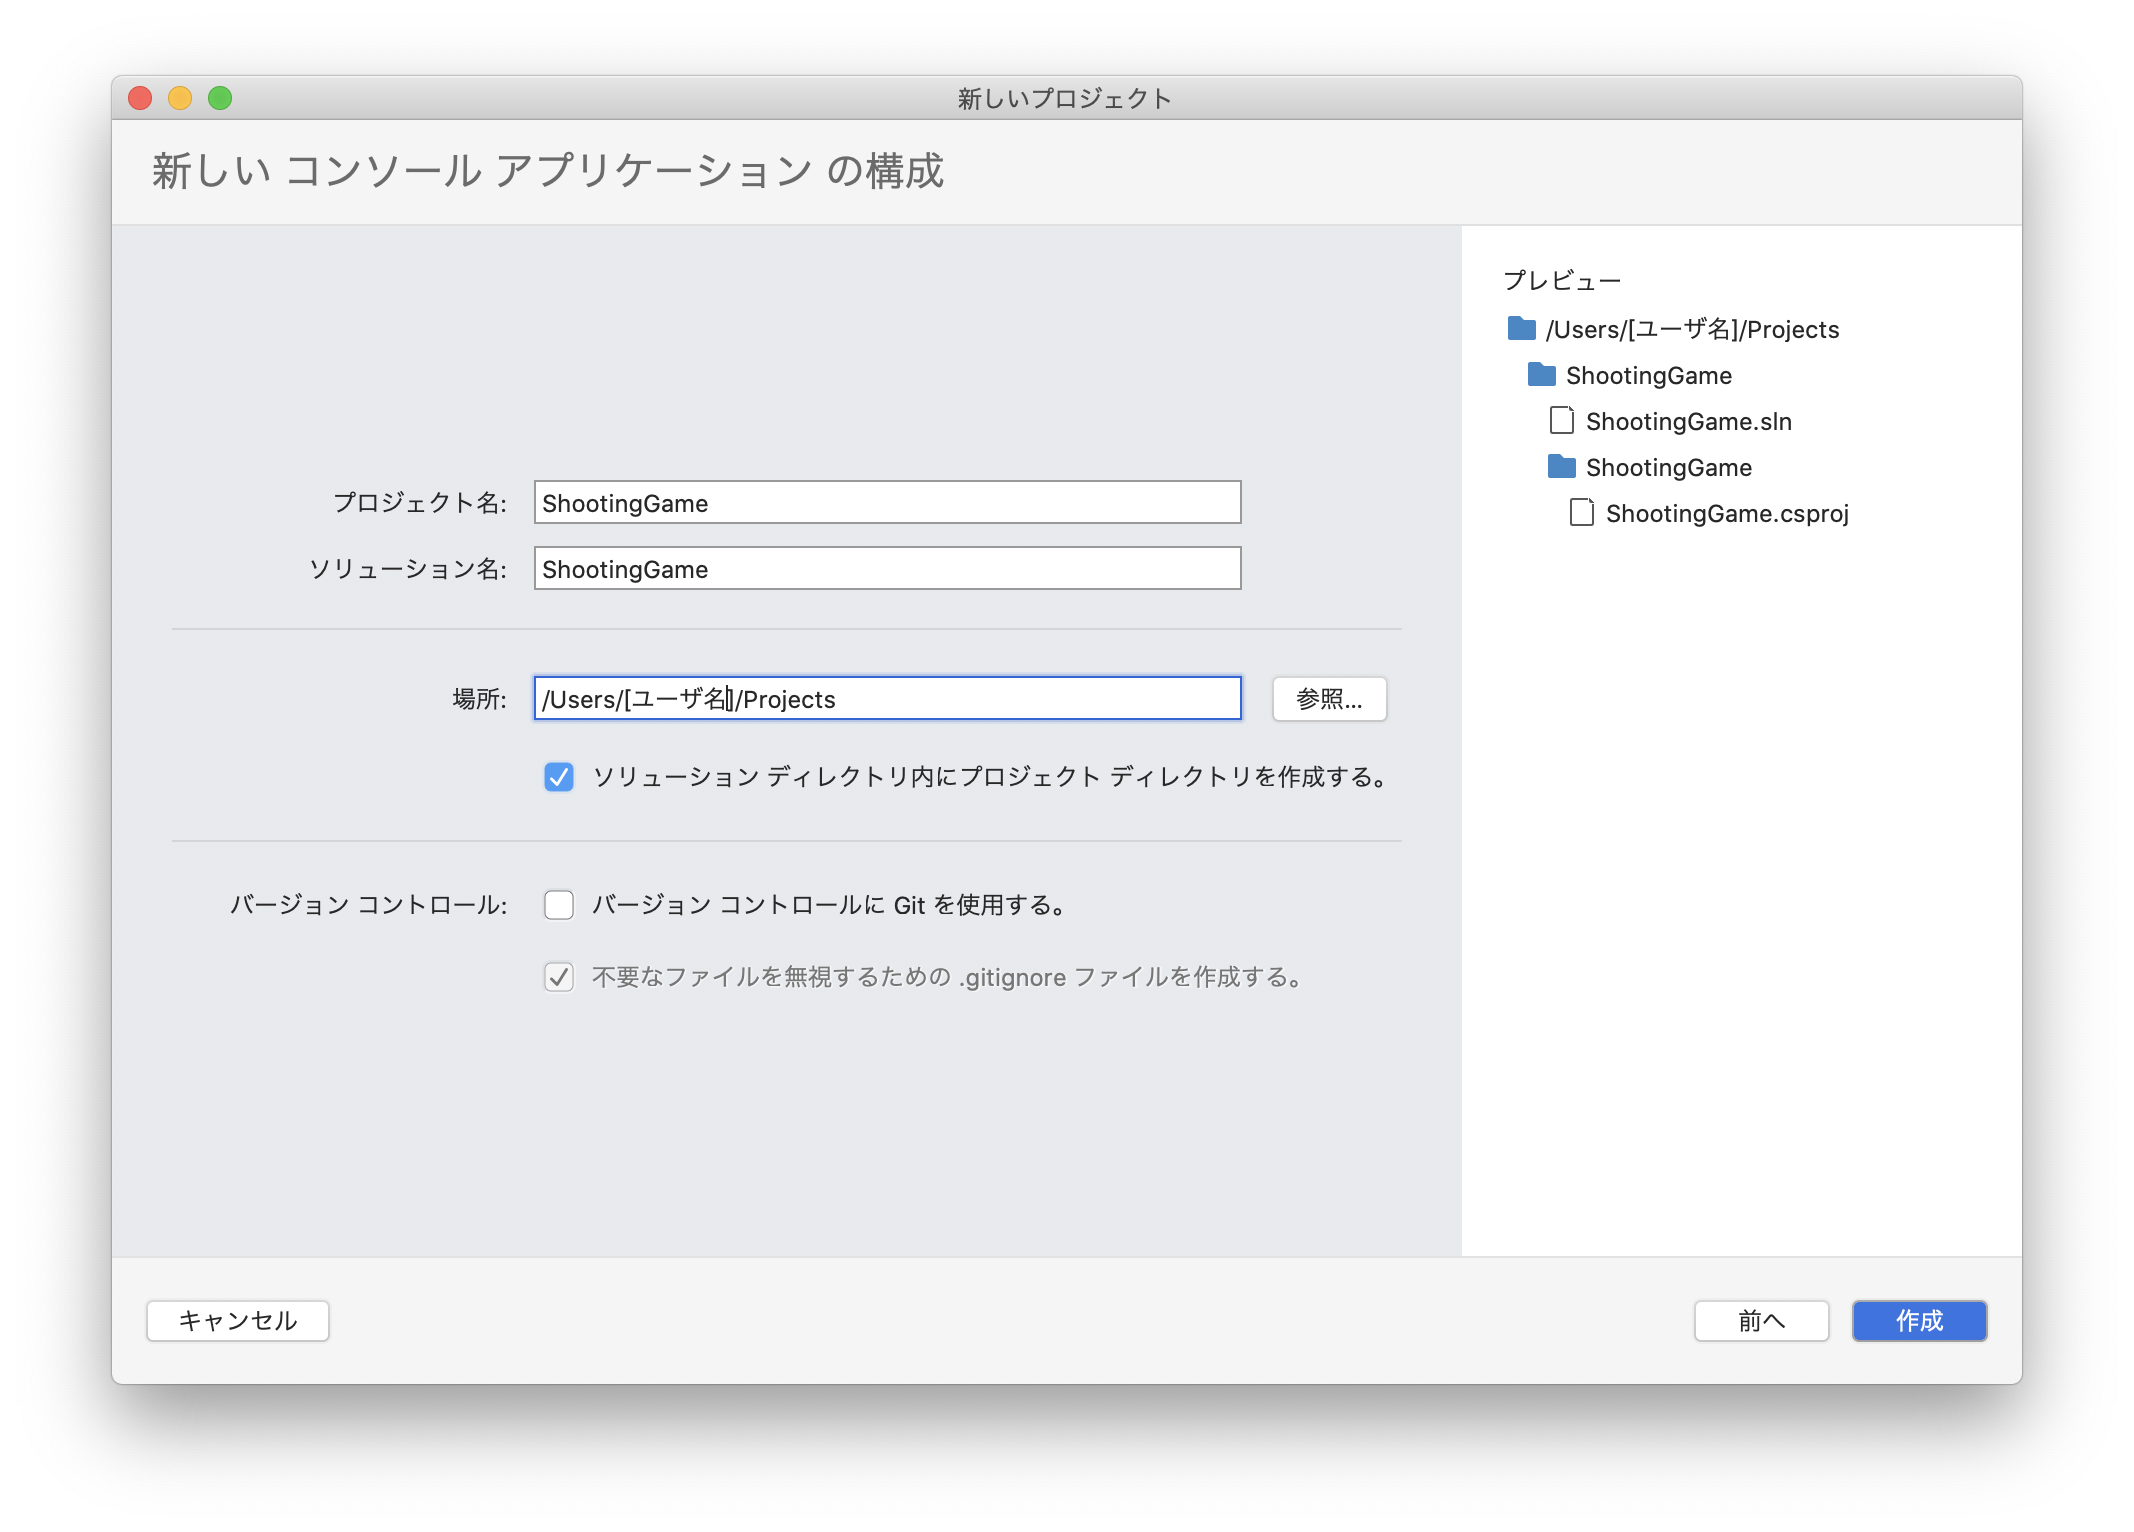 新しいプロジェクト
新しい コンソール アプリケーション の構成
プロジェクト名: ShootingGame
ソリューション名: ShootingGame
場所: /Users/[ユーザ名]/Projects 参照...
ソリューション ディレクトリ内にプロジェクト ディレクトリを作成する。
バージョン コントロール: バージョン コントロールに Git を使用する。
不要なファイルを無視するための .gitignore ファイルを作成する。
プレビュー
/Users/[ユーザ名]/Projects
ShootingGame
ShootingGame.sln
ShootingGame
ShootingGame.csproj
キャンセル 前へ 作成